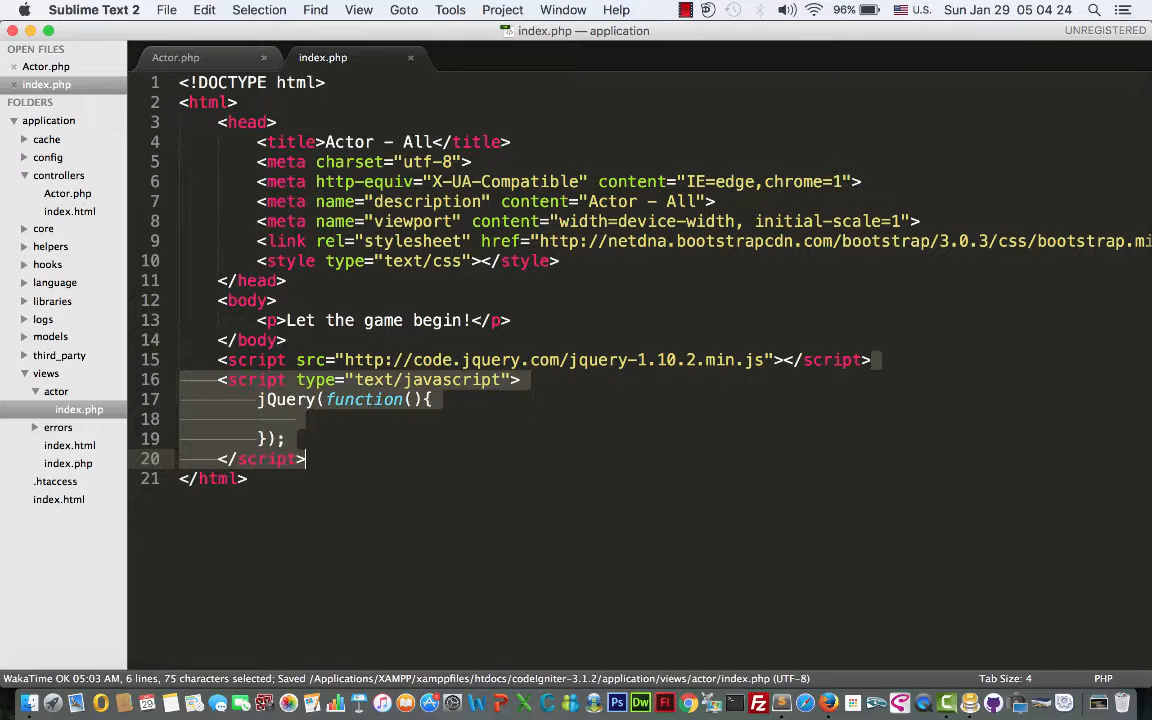 Sublime Text 2 File Edit Selection Find View Goto Tools Project Window Help 96% U.S. Sun Jan 29 05 04 24
index.php — application UNREGISTERED
OPEN FILES
Actor.php
index.php
FOLDERS
application
cache
config
controllers
Actor.php
index.html
core
helpers
hooks
language
libraries
logs
models
third_party
views
actor
index.php
errors
index.html
index.php
.htaccess
index.html
Actor.php index.php
1 <!DOCTYPE html>
2 <html>
3 <head>
4 <title>Actor - All</title>
5 <meta charset="utf-8">
6 <meta http-equiv="X-UA-Compatible" content="IE=edge,chrome=1">
7 <meta name="description" content="Actor - All">
8 <meta name="viewport" content="width=device-width, initial-scale=1">
9 <link rel="stylesheet" href="http://netdna.bootstrapcdn.com/bootstrap/3.0.3/css/bootstrap.mi
10 <style type="text/css"></style>
11 </head>
12 <body>
13 <p>Let the game begin!</p>
14 </body>
15 <script src="http://code.jquery.com/jquery-1.10.2.min.js"></script>
16 <script type="text/javascript">
17 jQuery(function(){
18
19 });
20 </script>
21 </html>
WakaTime OK 05:03 AM, 6 lines, 75 characters selected; Saved /Applications/XAMPP/xamppfiles/htdocs/codeIgniter-3.1.2/application/views/actor/index.php (UTF-8) Tab Size: 4 PHP